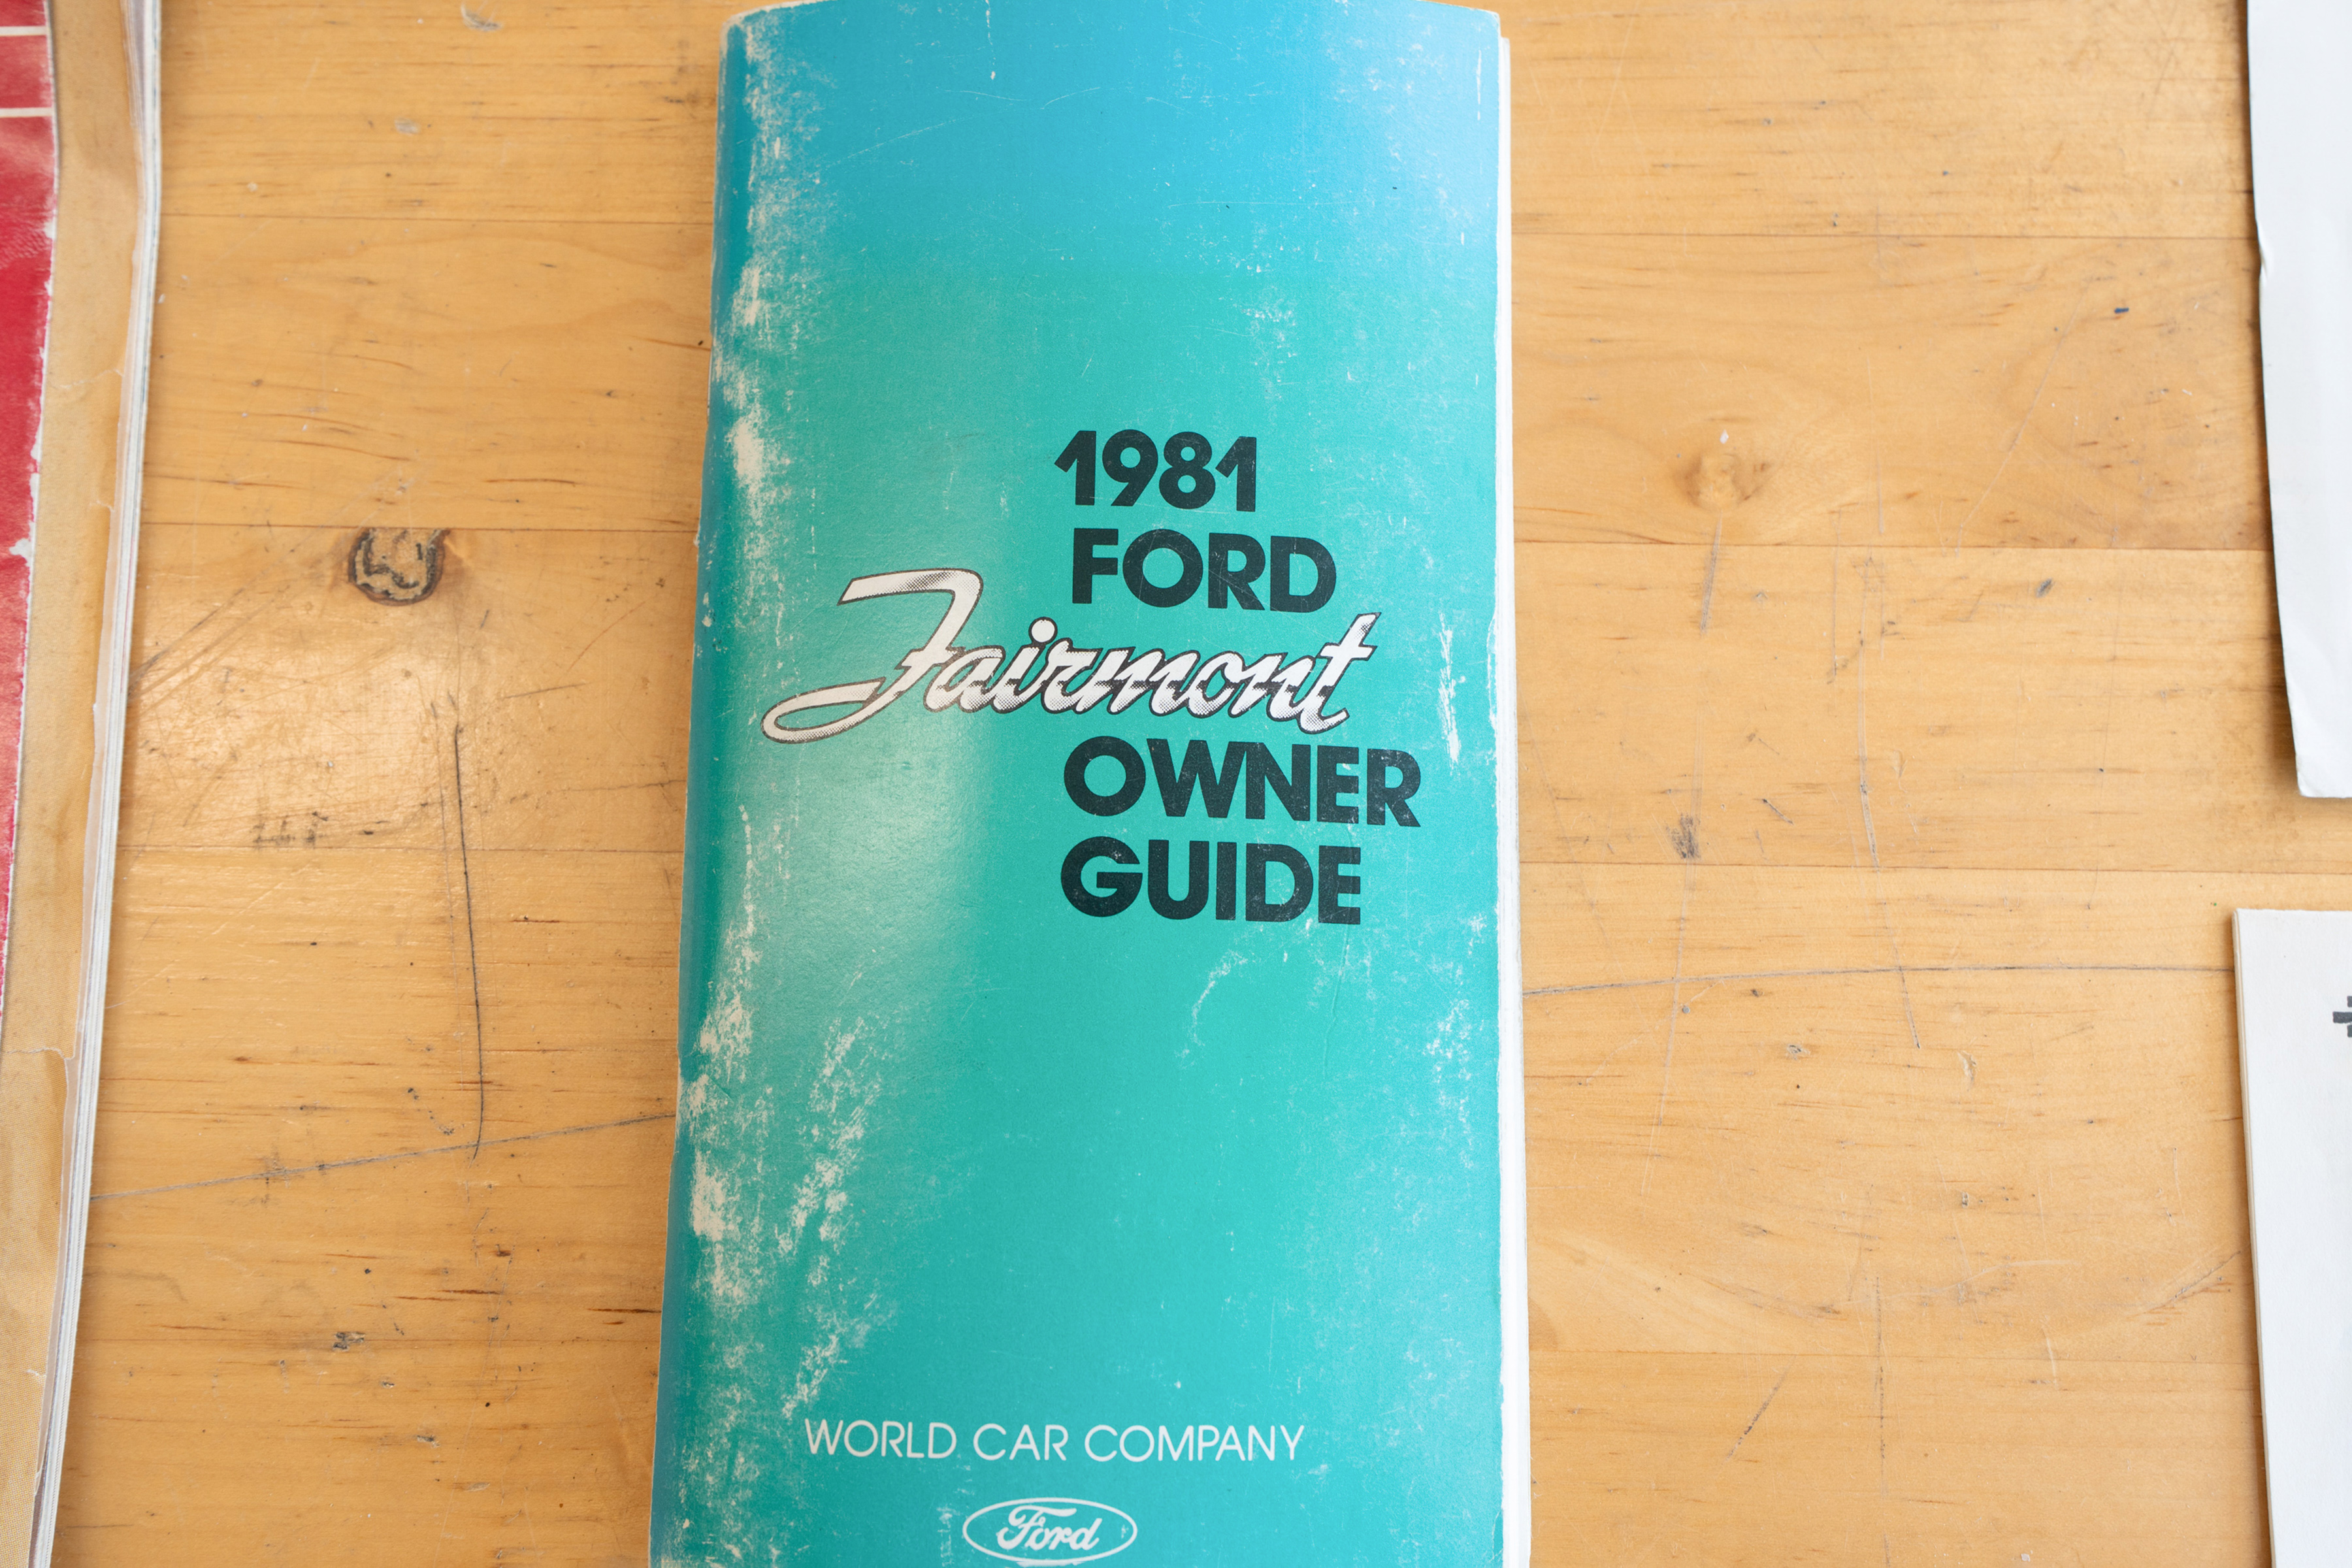 1981
FORD
Fairmont
OWNER
GUIDE
WORLD CAR COMPANY
Ford